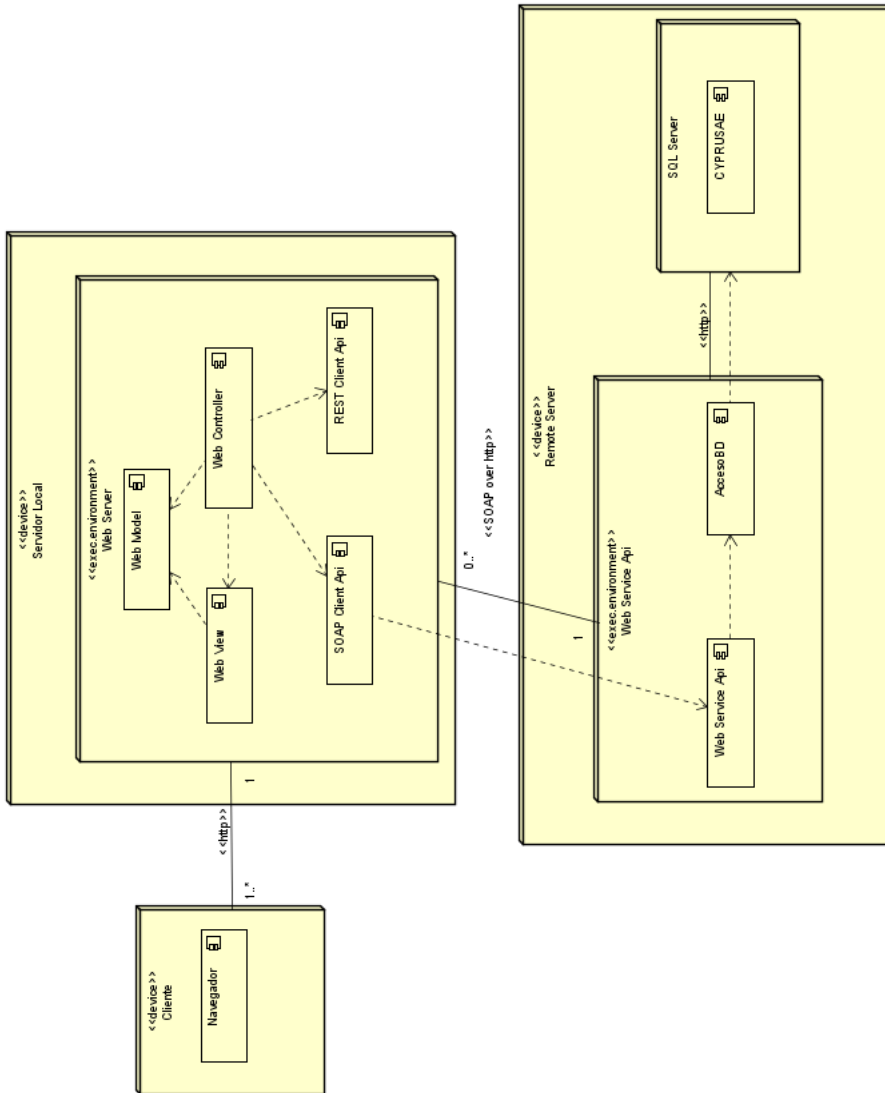 <<device>>
Cliente
Navegador
1..*
<<http>>
1
<<device>>
Servidor Local
<<exec.environment>>
Web Server
Web Model
Web View
Web Controller
SOAP Client Api
REST Client Api
0..*
<<SOAP over http>>
1
<<device>>
Remote Server
<<exec.environment>>
Web Service Api
Web Service Api
AccesoBD
<<http>>
SQL Server
CYPRUSAE